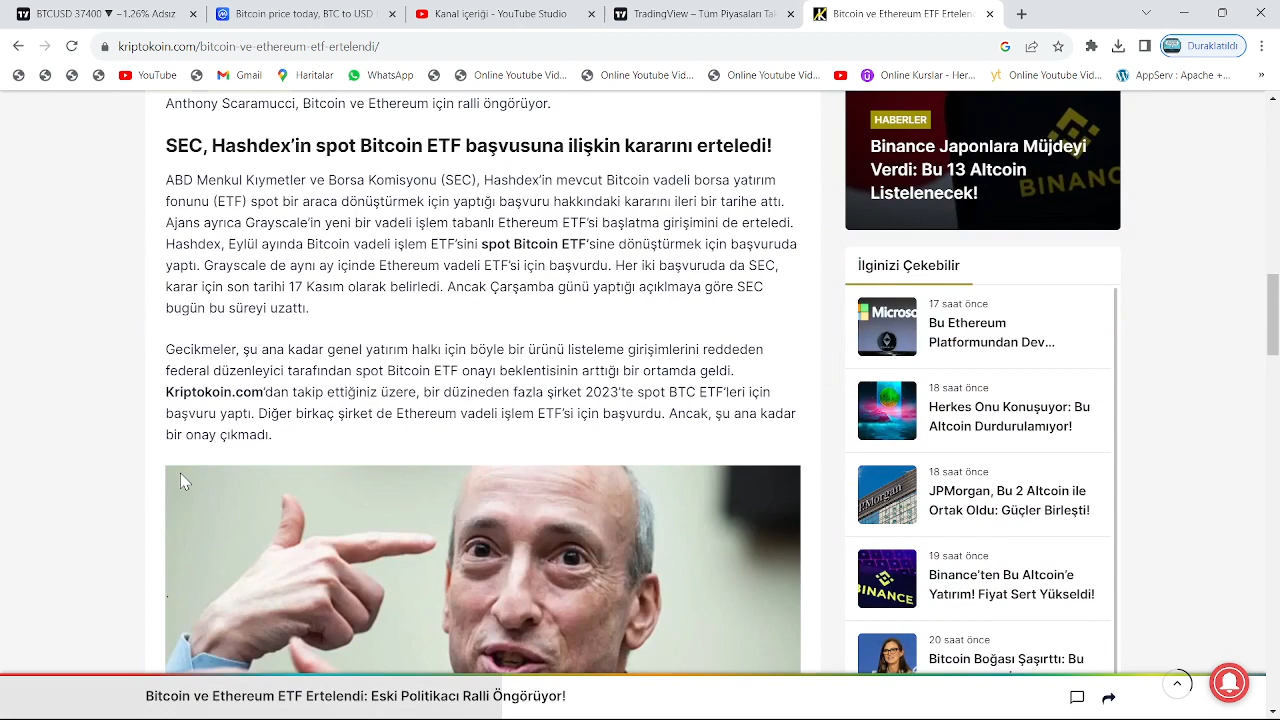 BTCUSD 37400 ▼ −1.26% Adsız
Bitcoin price today, BTC to USD
Kanal içeriği - YouTube Studio
TradingView – Tüm Borsaları Tak
Bitcoin ve Ethereum ETF Ertelend
kriptokoin.com/bitcoin-ve-ethereum-etf-ertelendi/
Duraklatıldı
YouTube
Gmail
Haritalar
WhatsApp
Online Youtube Vid...
Online Youtube Vid...
Online Youtube Vid...
Online Kurslar - Her...
Online Youtube Vid...
AppServ : Apache +...
Anthony Scaramucci, Bitcoin ve Ethereum için ralli öngörüyor.
SEC, Hashdex’in spot Bitcoin ETF başvusuna ilişkin kararını erteledi!
ABD Menkul Kıymetler ve Borsa Komisyonu (SEC), Hashdex’in mevcut Bitcoin vadeli borsa yatırım
fonunu (ETF) spot bir araca dönüştürmek için yaptığı başvuru hakkındaki kararını ileri bir tarihe attı.
Ajans ayrıca Grayscale’in yeni bir vadeli işlem tabanlı Ethereum ETF’si başlatma girişimini de erteledi.
Hashdex, Eylül ayında Bitcoin vadeli işlem ETF’sini spot Bitcoin ETF’sine dönüştürmek için başvuruda
yaptı. Grayscale de aynı ay içinde Ethereum vadeli ETF’si için başvurdu. Her iki başvuruda da SEC,
karar için son tarihi 17 Kasım olarak belirledi. Ancak Çarşamba günü yaptığı açıklmaya göre SEC
bugün bu süreyi uzattı.
Gecikmeler, şu ana kadar genel yatırım halkı için böyle bir ürünü listeleme girişimlerini reddeden
federal düzenleyici tarafından spot Bitcoin ETF onayı beklentisinin arttığı bir ortamda geldi.
Kriptokoin.com’dan takip ettiğiniz üzere, bir düzineden fazla şirket 2023’te spot BTC ETF’leri için
başvuru yaptı. Diğer birkaç şirket de Ethereum vadeli işlem ETF’si için başvurdu. Ancak, şu ana kadar
bir onay çıkmadı.
HABERLER
Binance Japonlara Müjdeyi
Verdi: Bu 13 Altcoin
Listelenecek!
BINANCE
İlginizi Çekebilir
Microso
17 saat önce
Bu Ethereum
Platformundan Dev...
18 saat önce
Herkes Onu Konuşuyor: Bu
Altcoin Durdurulamıyor!
JPMorgan
18 saat önce
JPMorgan, Bu 2 Altcoin ile
Ortak Oldu: Güçler Birleşti!
BINANCE
19 saat önce
Binance’ten Bu Altcoin’e
Yatırım! Fiyat Sert Yükseldi!
20 saat önce
Bitcoin Boğası Şaşırttı: Bu
Bitcoin ve Ethereum ETF Ertelendi: Eski Politikacı Ralli Öngörüyor!